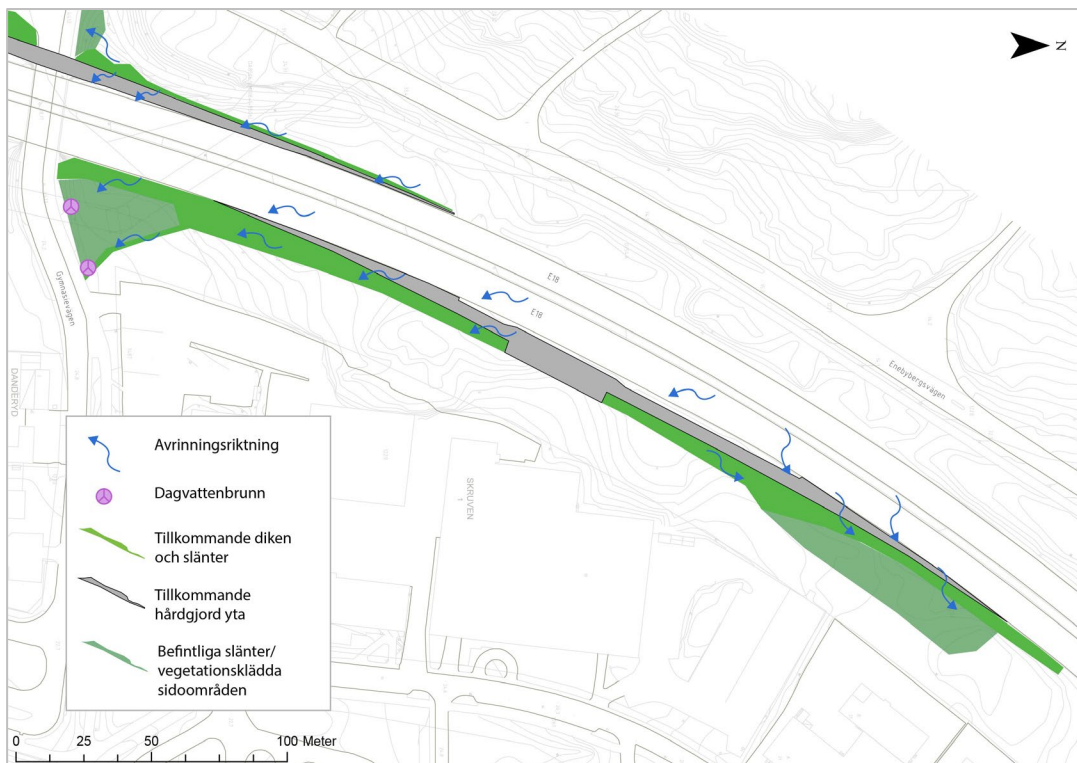 N
E18
E18
Enebybergsvägen
Gymnasievägen
DANDERYD
SKRUVEN
1
Avrinningsriktning
Dagvattenbrunn
Tillkommande diken
och slänter
Tillkommande
hårdgjord yta
Befintliga slänter/
vegetationsklädda
sidoområden
0 25 50 100 Meter